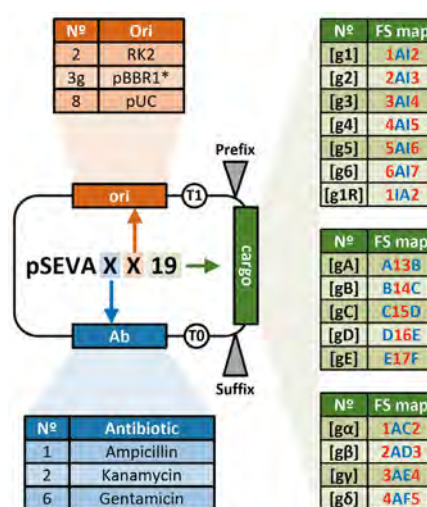 Nº Ori
2 RK2
3g pBBR1*
8 pUC
Prefix
ori
T1
pSEVA X X 19
cargo
Ab
T0
Suffix
Nº Antibiotic
1 Ampicillin
2 Kanamycin
6 Gentamicin
Nº FS map
[g1] 1AI2
[g2] 2AI3
[g3] 3AI4
[g4] 4AI5
[g5] 5AI6
[g6] 6AI7
[g1R] 1IA2
Nº FS map
[gA] A13B
[gB] B14C
[gC] C15D
[gD] D16E
[gE] E17F
Nº FS map
[gα] 1AC2
[gβ] 2AD3
[gγ] 3AE4
[gδ] 4AF5